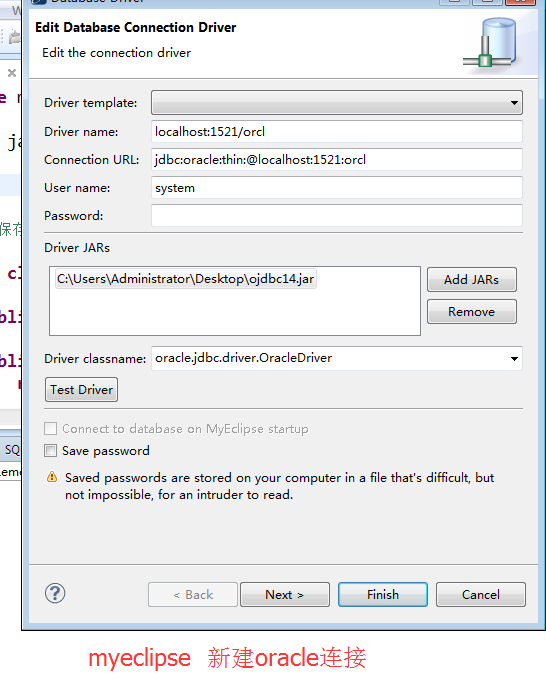 Database Driver
Edit Database Connection Driver
Edit the connection driver
Driver template:
Driver name: localhost:1521/orcl
Connection URL: jdbc:oracle:thin:@localhost:1521:orcl
User name: system
Password:
Driver JARs
C:\Users\Administrator\Desktop\ojdbc14.jar
Add JARs
Remove
Driver classname: oracle.jdbc.driver.OracleDriver
Test Driver
Connect to database on MyEclipse startup
Save password
Saved passwords are stored on your computer in a file that's difficult, but
not impossible, for an intruder to read.
< Back Next > Finish Cancel
保存
SQ
myeclipse 新建oracle连接